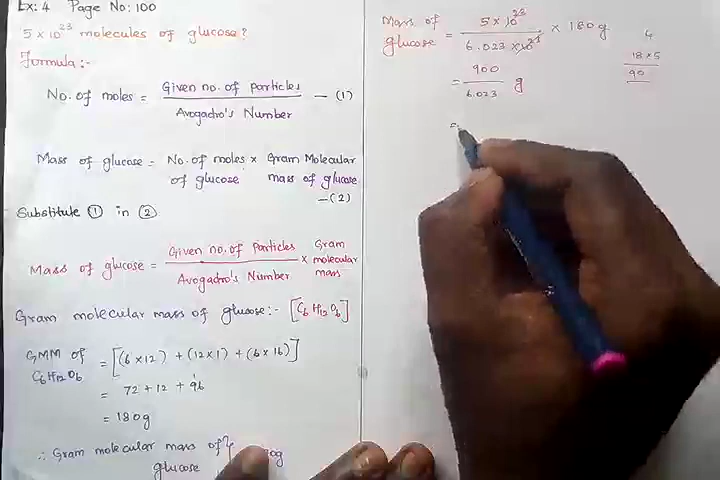 Ex: 4 Page No: 100
5 × 10²³ molecules of glucose?
Formula :-
No. of moles = Given no. of particles / Avogadro's Number — (1)
Mass of glucose = No. of moles of glucose × Gram Molecular mass of glucose — (2)
Substitute ① in ②
Mass of glucose = Given no. of particles / Avogadro's Number × Gram molecular mass
Gram molecular mass of glucose :- [C₆H₁₂O₆]
GMM of C₆H₁₂O₆ = [(6 × 12) + (12 × 1) + (6 × 16)]
= 72 + 12 + 96
= 180g
∴ Gram molecular mass of glucose
Mass of glucose = 5 × 10²³ / 6.023 × 10²³ × 180 g
= 900 / 6.023 g
=
4
18 × 5
90